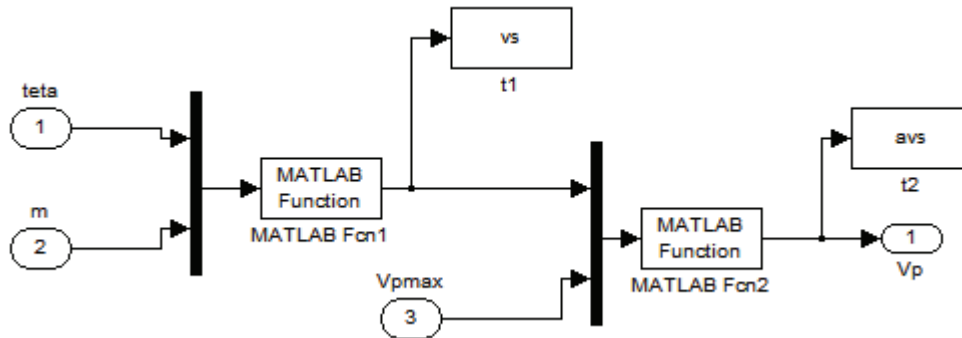 vs
t1
teta
1
MATLAB
Function
MATLAB Fcn1
m
2
avs
t2
MATLAB
Function
MATLAB Fcn2
1
Vp
Vpmax
3